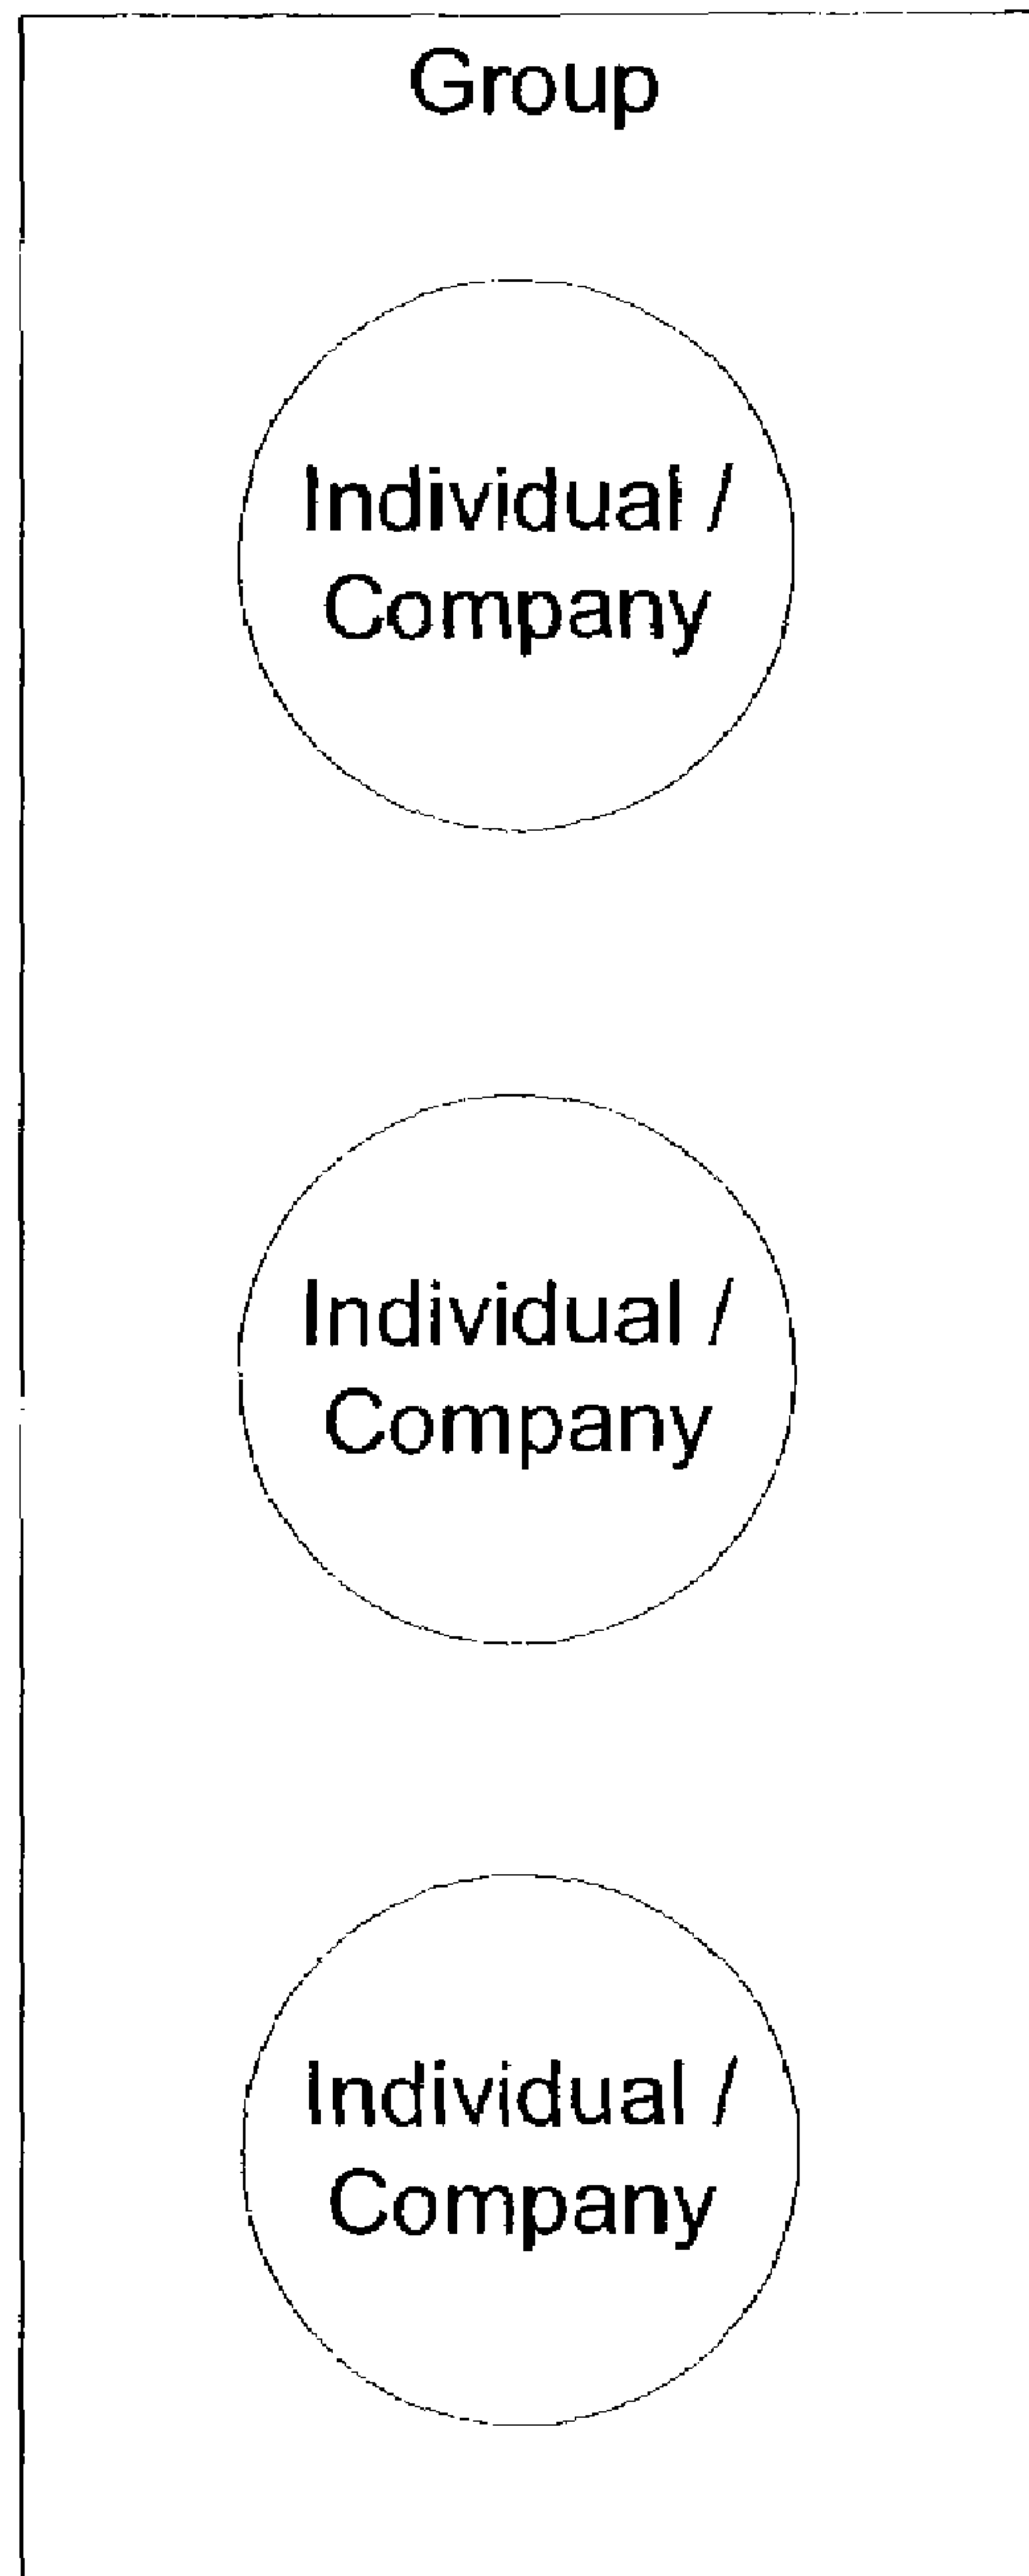 Group
Individual /
Company
Individual /
Company
Individual /
Company